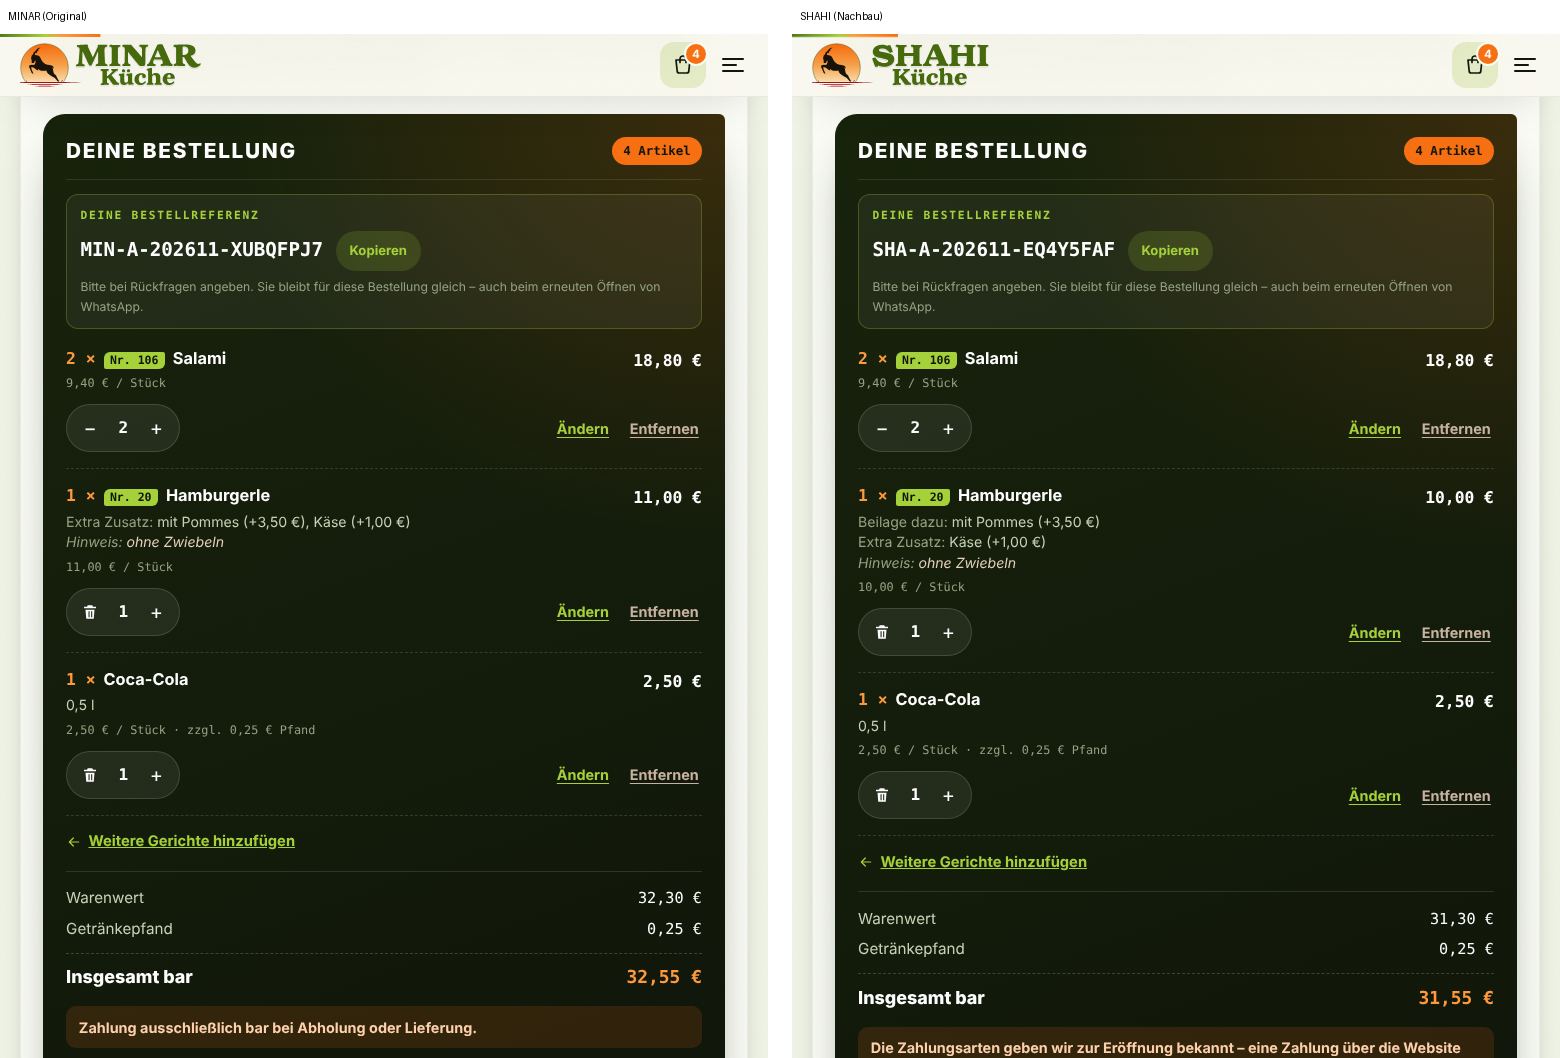 MINAR (Original)
MINAR
Küche
4
DEINE BESTELLUNG
4 Artikel
DEINE BESTELLREFERENZ
MIN-A-202611-XUBQFPJ7 Kopieren
Bitte bei Rückfragen angeben. Sie bleibt für diese Bestellung gleich – auch beim erneuten Öffnen von
WhatsApp.
2 × Nr. 106 Salami 18,80 €
9,40 € / Stück
− 2 + Ändern Entfernen
1 × Nr. 20 Hamburgerle 11,00 €
Extra Zusatz: mit Pommes (+3,50 €), Käse (+1,00 €)
Hinweis: ohne Zwiebeln
11,00 € / Stück
1 + Ändern Entfernen
1 × Coca-Cola 2,50 €
0,5 l
2,50 € / Stück · zzgl. 0,25 € Pfand
1 + Ändern Entfernen
← Weitere Gerichte hinzufügen
Warenwert 32,30 €
Getränkepfand 0,25 €
Insgesamt bar 32,55 €
Zahlung ausschließlich bar bei Abholung oder Lieferung.
SHAHI (Nachbau)
SHAHI
Küche
4
DEINE BESTELLUNG
4 Artikel
DEINE BESTELLREFERENZ
SHA-A-202611-EQ4Y5FAF Kopieren
Bitte bei Rückfragen angeben. Sie bleibt für diese Bestellung gleich – auch beim erneuten Öffnen von
WhatsApp.
2 × Nr. 106 Salami 18,80 €
9,40 € / Stück
− 2 + Ändern Entfernen
1 × Nr. 20 Hamburgerle 10,00 €
Beilage dazu: mit Pommes (+3,50 €)
Extra Zusatz: Käse (+1,00 €)
Hinweis: ohne Zwiebeln
10,00 € / Stück
1 + Ändern Entfernen
1 × Coca-Cola 2,50 €
0,5 l
2,50 € / Stück · zzgl. 0,25 € Pfand
1 + Ändern Entfernen
← Weitere Gerichte hinzufügen
Warenwert 31,30 €
Getränkepfand 0,25 €
Insgesamt bar 31,55 €
Die Zahlungsarten geben wir zur Eröffnung bekannt – eine Zahlung über die Website